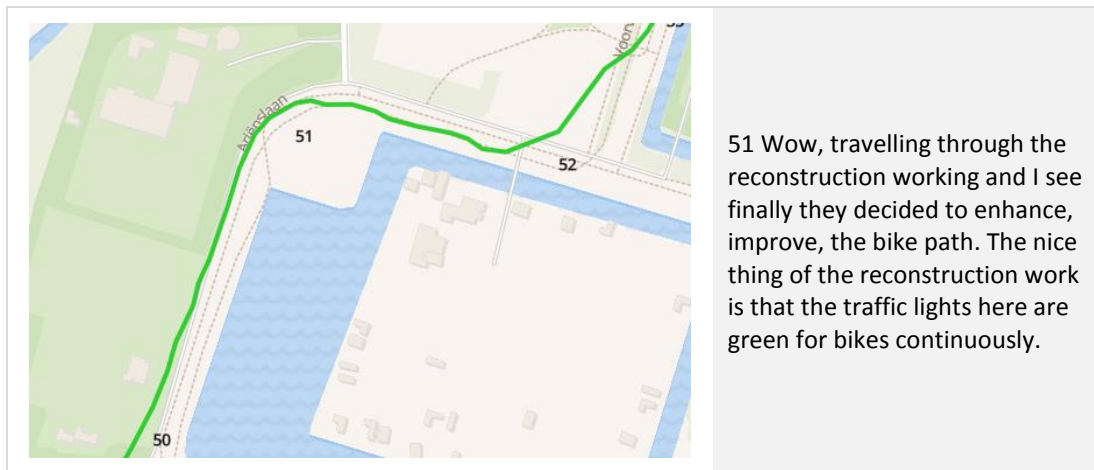 53
Voor
Ariënslaan
51
52
50
51 Wow, travelling through the
reconstruction working and I see
finally they decided to enhance,
improve, the bike path. The nice
thing of the reconstruction work
is that the traffic lights here are
green for bikes continuously.